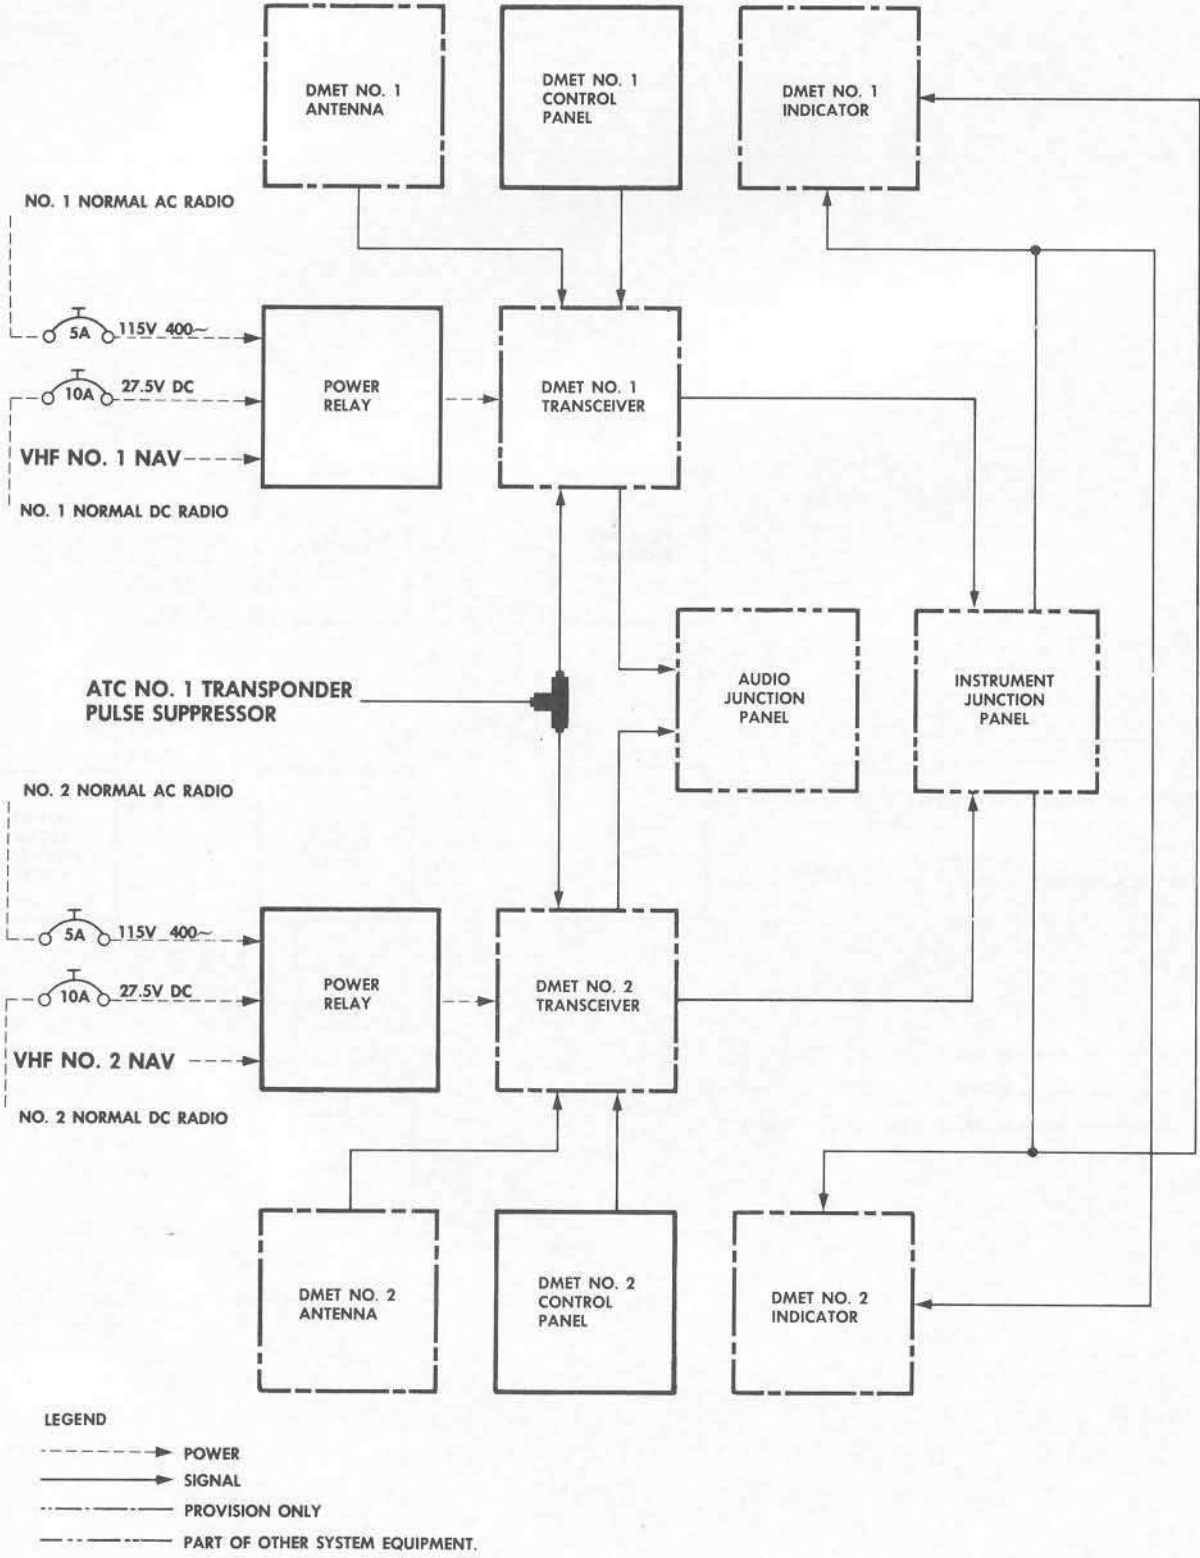 DMET NO. 1
ANTENNA
DMET NO. 1
CONTROL
PANEL
DMET NO. 1
INDICATOR
NO. 1 NORMAL AC RADIO
5A
115V 400~
10A
27.5V DC
VHF NO. 1 NAV
NO. 1 NORMAL DC RADIO
POWER
RELAY
DMET NO. 1
TRANSCEIVER
ATC NO. 1 TRANSPONDER
PULSE SUPPRESSOR
AUDIO
JUNCTION
PANEL
INSTRUMENT
JUNCTION
PANEL
NO. 2 NORMAL AC RADIO
5A
115V 400~
10A
27.5V DC
VHF NO. 2 NAV
NO. 2 NORMAL DC RADIO
POWER
RELAY
DMET NO. 2
TRANSCEIVER
DMET NO. 2
ANTENNA
DMET NO. 2
CONTROL
PANEL
DMET NO. 2
INDICATOR
LEGEND
POWER
SIGNAL
PROVISION ONLY
PART OF OTHER SYSTEM EQUIPMENT.